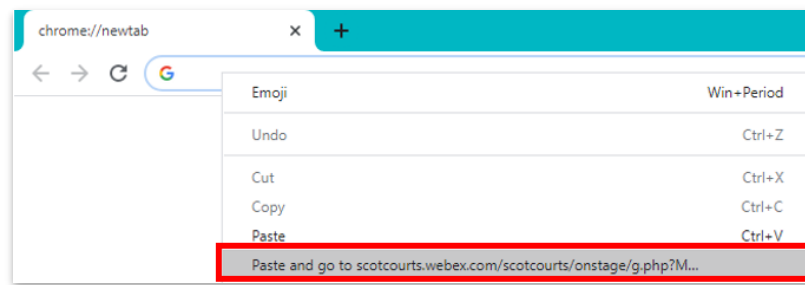 chrome://newtab
Emoji Win+Period
Undo Ctrl+Z
Cut Ctrl+X
Copy Ctrl+C
Paste Ctrl+V
Paste and go to scotcourts.webex.com/scotcourts/onstage/g.php?M...